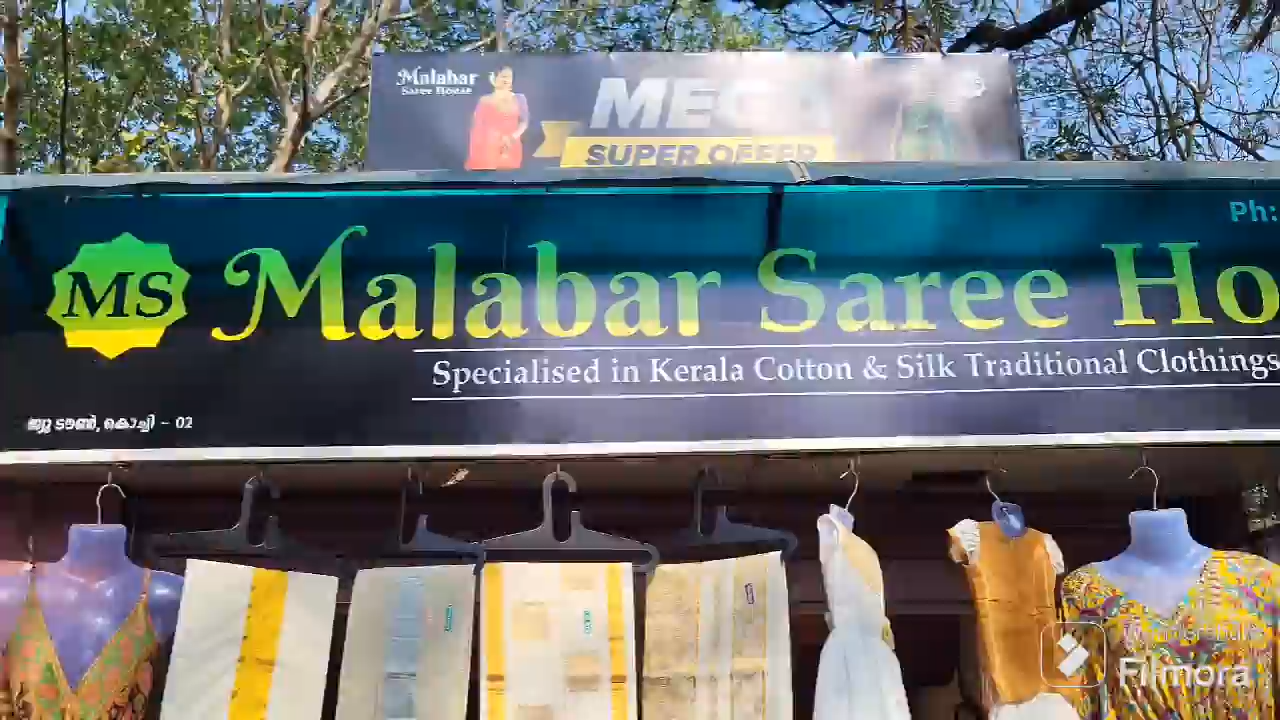 Malabar
Saree House
MEGA
SUPER OFFER
Ph:
MS
Malabar Saree Ho
Specialised in Kerala Cotton & Silk Traditional Clothings
ജ്യൂ ടൗൺ, കൊച്ചി - 02
Filmora